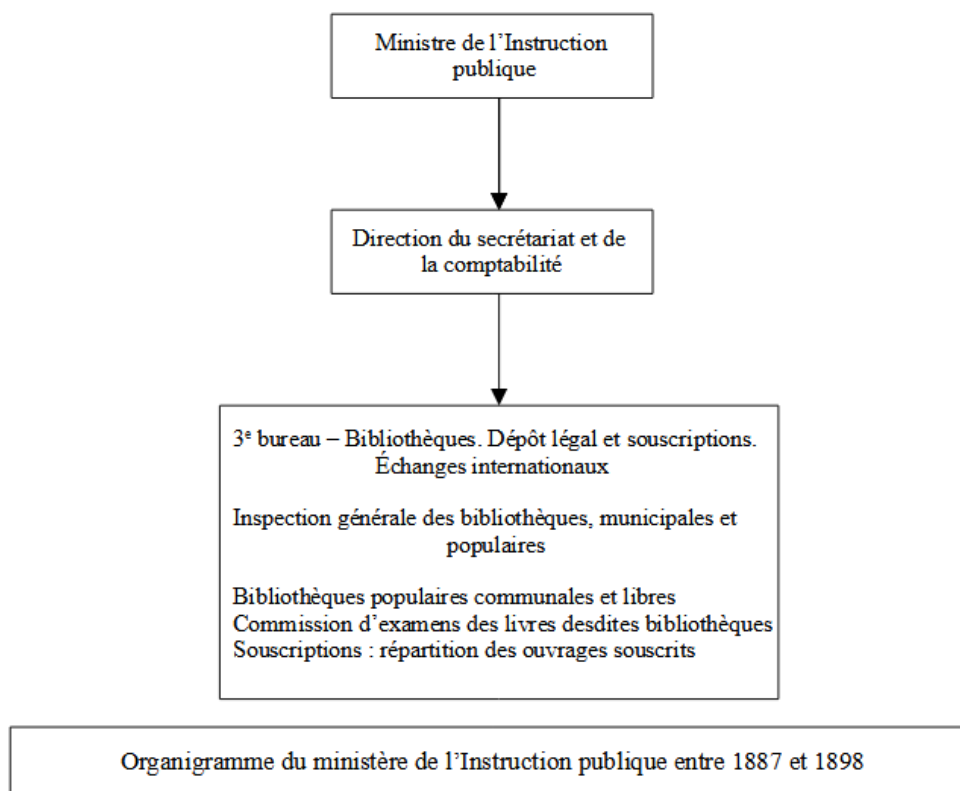 Ministre de l’Instruction
publique
Direction du secrétariat et de
la comptabilité
3e bureau – Bibliothèques. Dépôt légal et souscriptions.
Échanges internationaux
Inspection générale des bibliothèques, municipales et
populaires
Bibliothèques populaires communales et libres
Commission d’examens des livres desdites bibliothèques
Souscriptions : répartition des ouvrages souscrits
Organigramme du ministère de l’Instruction publique entre 1887 et 1898